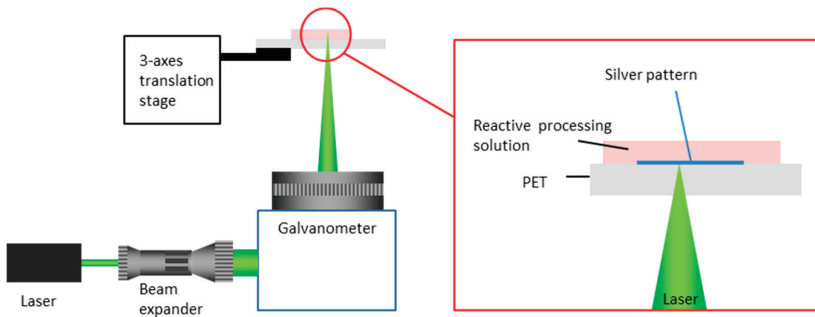 3-axes
translation
stage
Galvanometer
Laser
Beam
expander
Silver pattern
Reactive processing
solution
PET
Laser